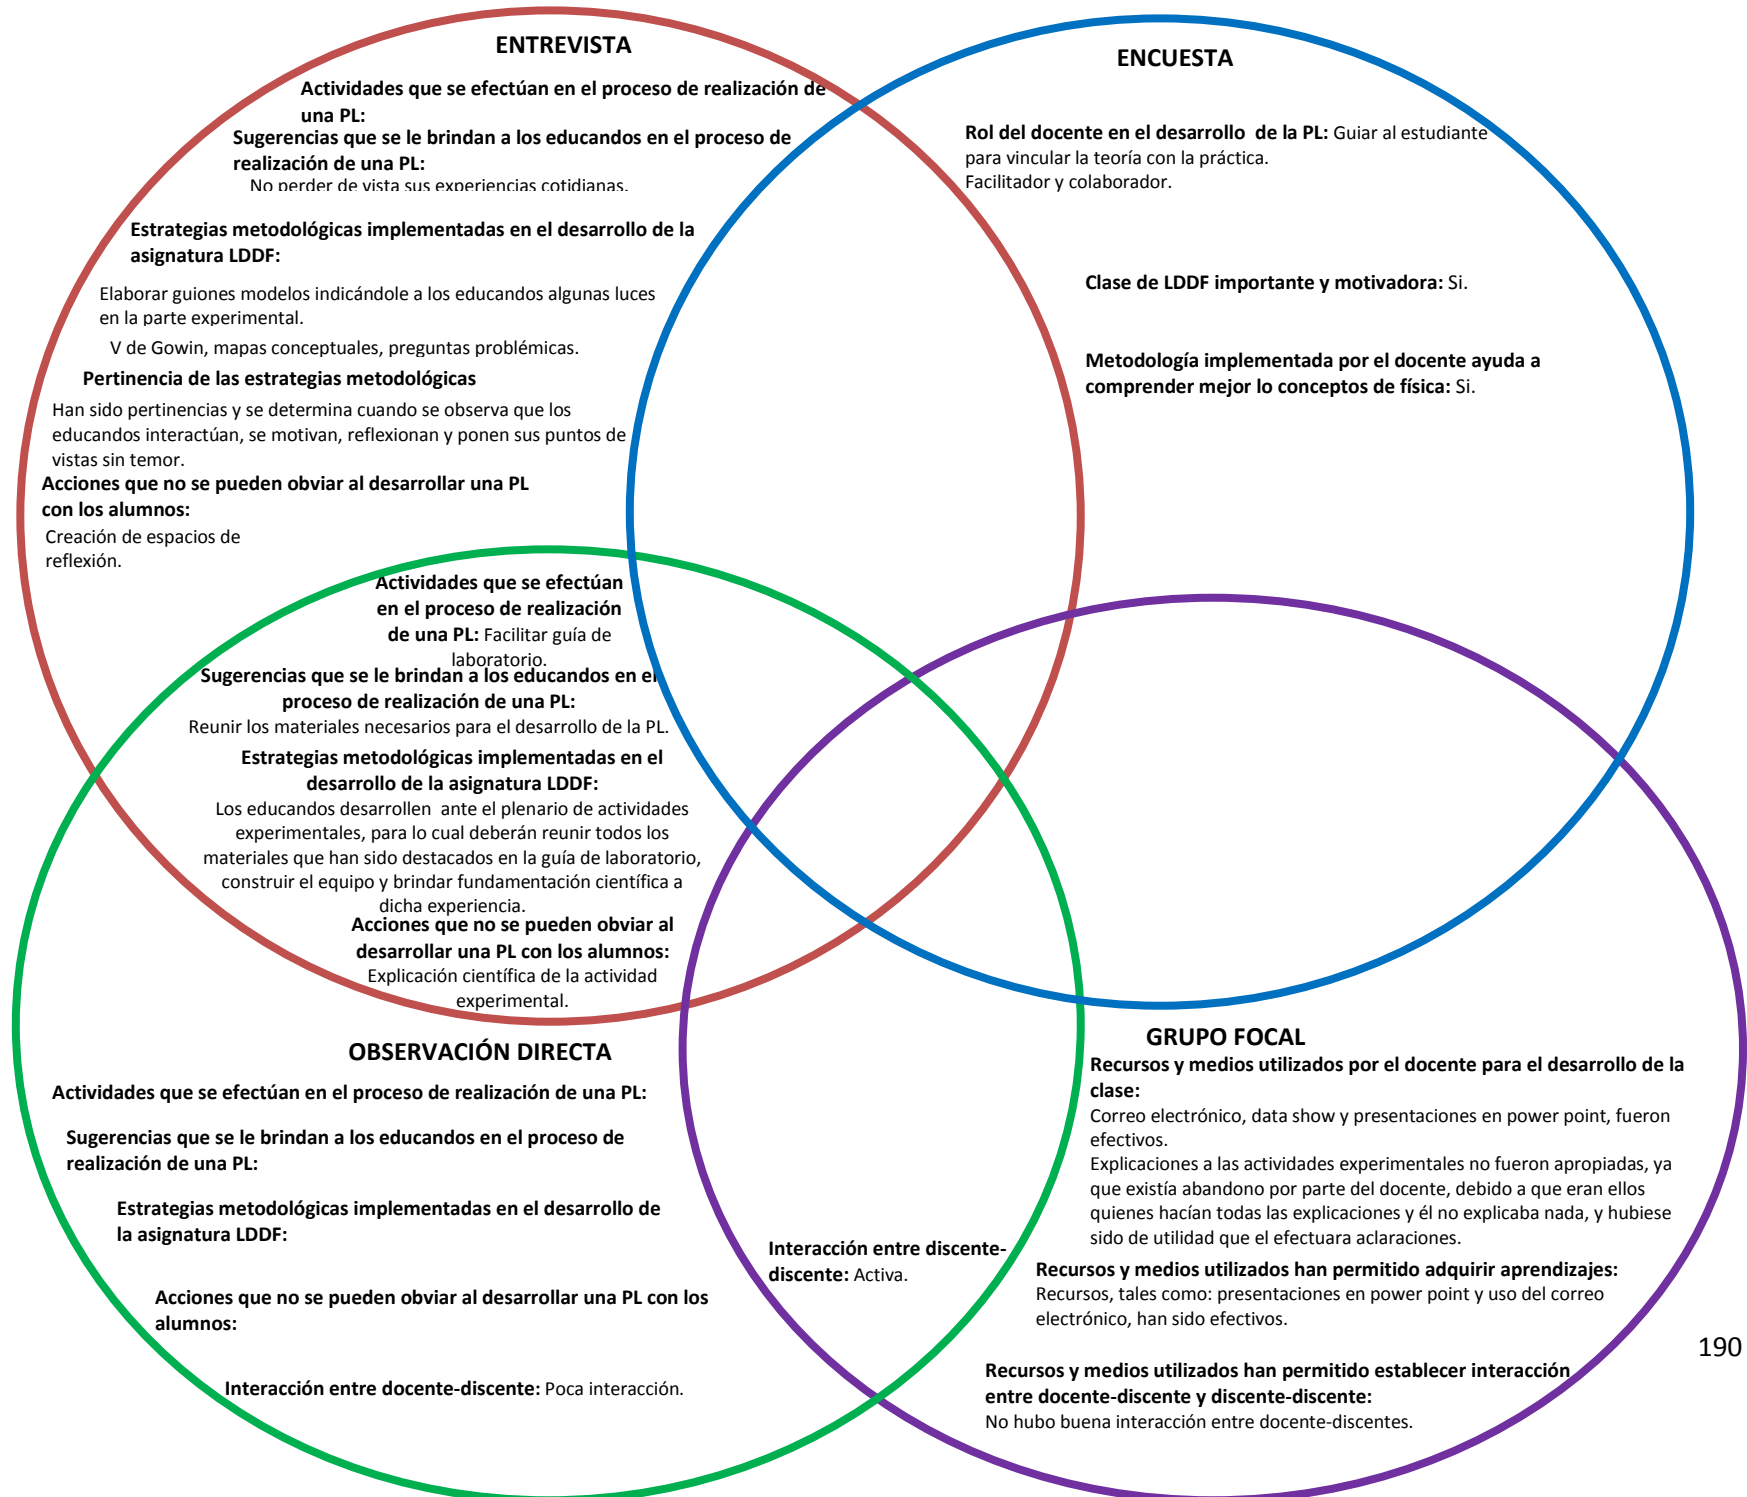 ENTREVISTA
Actividades que se efectúan en el proceso de realización de
una PL:
Sugerencias que se le brindan a los educandos en el proceso de
realización de una PL:
No perder de vista sus experiencias cotidianas.
Estrategias metodológicas implementadas en el desarrollo de la
asignatura LDDF:
Elaborar guiones modelos indicándole a los educandos algunas luces
en la parte experimental.
V de Gowin, mapas conceptuales, preguntas problémicas.
Pertinencia de las estrategias metodológicas
Han sido pertinencias y se determina cuando se observa que los
educandos interactúan, se motivan, reflexionan y ponen sus puntos de
vistas sin temor.
Acciones que no se pueden obviar al desarrollar una PL
con los alumnos:
Creación de espacios de
reflexión.
ENCUESTA
Rol del docente en el desarrollo de la PL: Guiar al estudiante
para vincular la teoría con la práctica.
Facilitador y colaborador.
Clase de LDDF importante y motivadora: Si.
Metodología implementada por el docente ayuda a
comprender mejor lo conceptos de física: Si.
Actividades que se efectúan
en el proceso de realización
de una PL: Facilitar guía de
laboratorio.
Sugerencias que se le brindan a los educandos en el
proceso de realización de una PL:
Reunir los materiales necesarios para el desarrollo de la PL.
Estrategias metodológicas implementadas en el
desarrollo de la asignatura LDDF:
Los educandos desarrollen ante el plenario de actividades
experimentales, para lo cual deberán reunir todos los
materiales que han sido destacados en la guía de laboratorio,
construir el equipo y brindar fundamentación científica a
dicha experiencia.
Acciones que no se pueden obviar al
desarrollar una PL con los alumnos:
Explicación científica de la actividad
experimental.
OBSERVACIÓN DIRECTA
Actividades que se efectúan en el proceso de realización de una PL:
Sugerencias que se le brindan a los educandos en el proceso de
realización de una PL:
Estrategias metodológicas implementadas en el desarrollo de
la asignatura LDDF:
Acciones que no se pueden obviar al desarrollar una PL con los
alumnos:
Interacción entre docente-discente: Poca interacción.
Interacción entre discente-
discente: Activa.
GRUPO FOCAL
Recursos y medios utilizados por el docente para el desarrollo de la
clase:
Correo electrónico, data show y presentaciones en power point, fueron
efectivos.
Explicaciones a las actividades experimentales no fueron apropiadas, ya
que existía abandono por parte del docente, debido a que eran ellos
quienes hacían todas las explicaciones y él no explicaba nada, y hubiese
sido de utilidad que el efectuara aclaraciones.
Recursos y medios utilizados han permitido adquirir aprendizajes:
Recursos, tales como: presentaciones en power point y uso del correo
electrónico, han sido efectivos.
Recursos y medios utilizados han permitido establecer interacción
entre docente-discente y discente-discente:
No hubo buena interacción entre docente-discentes.
190